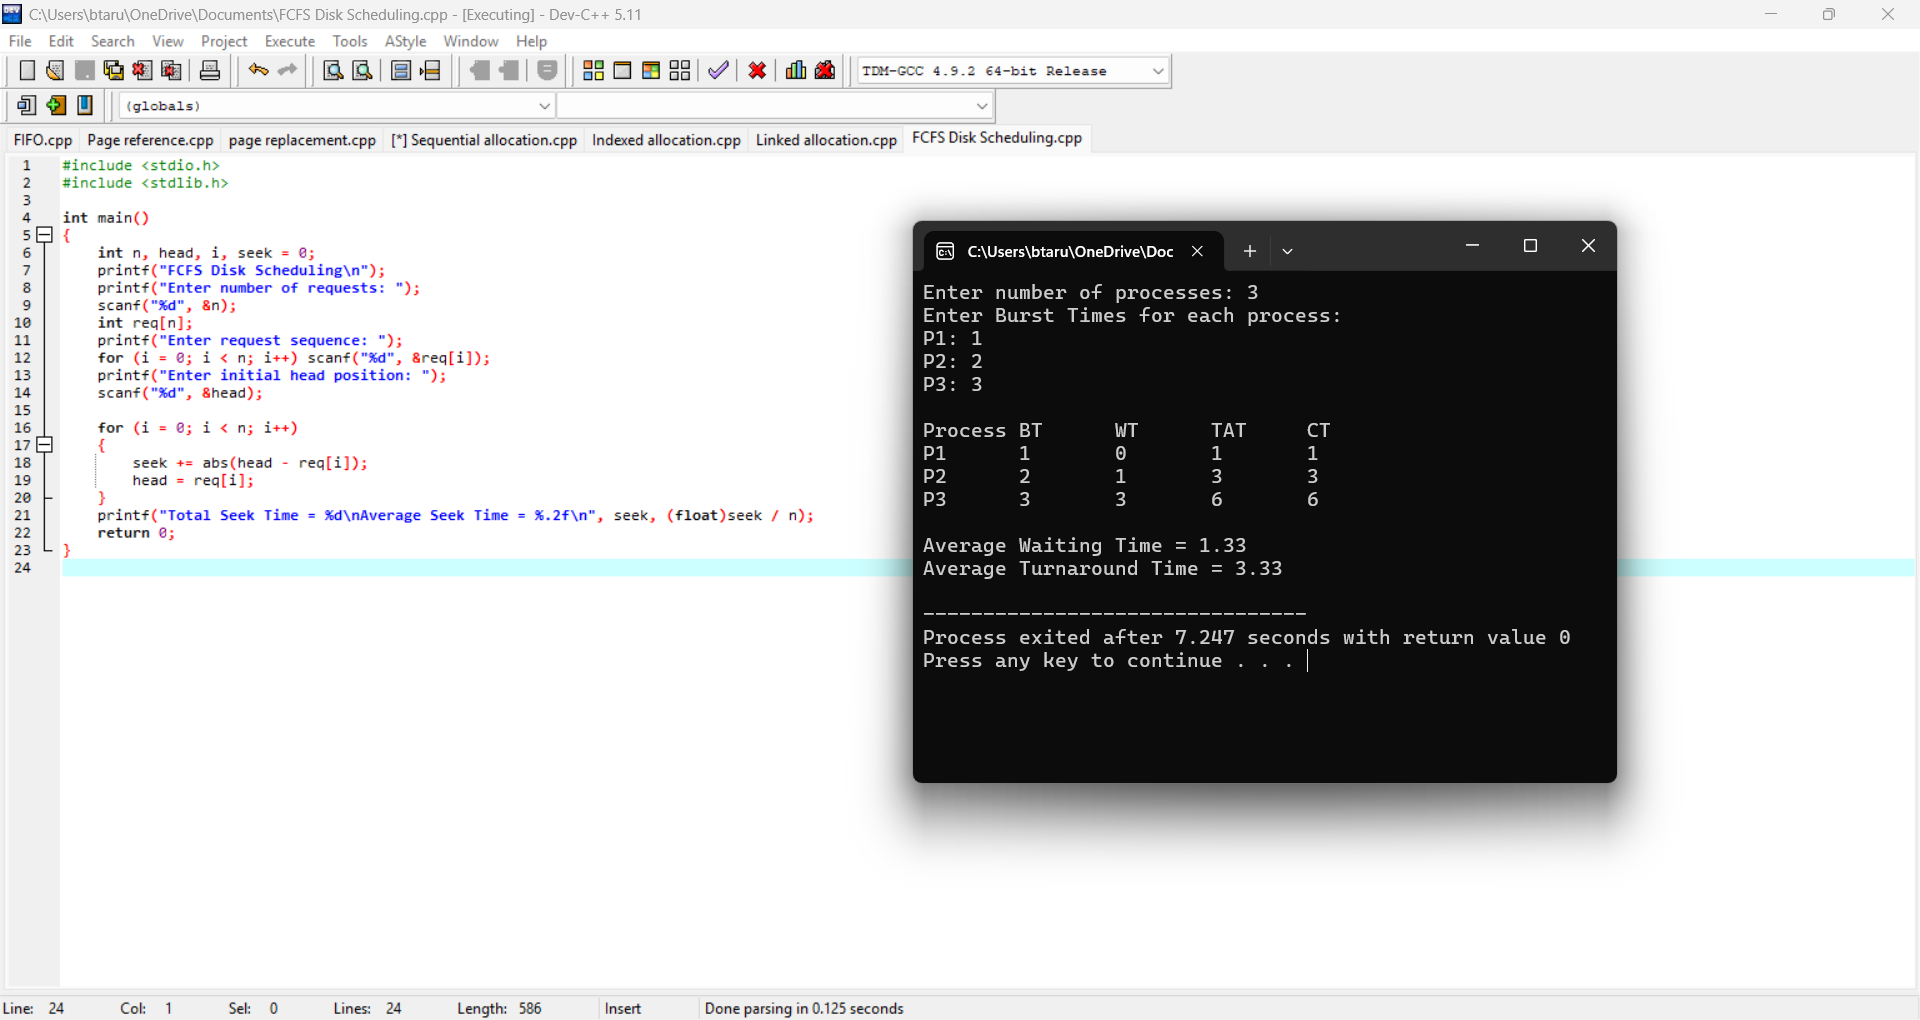 C:\Users\btaru\OneDrive\Documents\FCFS Disk Scheduling.cpp - [Executing] - Dev-C++ 5.11
File Edit Search View Project Execute Tools AStyle Window Help
TDM-GCC 4.9.2 64-bit Release
(globals)
FIFO.cpp Page reference.cpp page replacement.cpp [*] Sequential allocation.cpp Indexed allocation.cpp Linked allocation.cpp FCFS Disk Scheduling.cpp
1 #include <stdio.h>
2 #include <stdlib.h>
3
4 int main()
5 {
6 int n, head, i, seek = 0;
7 printf("FCFS Disk Scheduling\n");
8 printf("Enter number of requests: ");
9 scanf("%d", &n);
10 int req[n];
11 printf("Enter request sequence: ");
12 for (i = 0; i < n; i++) scanf("%d", &req[i]);
13 printf("Enter initial head position: ");
14 scanf("%d", &head);
15
16 for (i = 0; i < n; i++)
17 {
18 seek += abs(head - req[i]);
19 head = req[i];
20 }
21 printf("Total Seek Time = %d\nAverage Seek Time = %.2f\n", seek, (float)seek / n);
22 return 0;
23 }
24
C:\Users\btaru\OneDrive\Doc
Enter number of processes: 3
Enter Burst Times for each process:
P1: 1
P2: 2
P3: 3
Process BT WT TAT CT
P1 1 0 1 1
P2 2 1 3 3
P3 3 3 6 6
Average Waiting Time = 1.33
Average Turnaround Time = 3.33
--------------------------------
Process exited after 7.247 seconds with return value 0
Press any key to continue . . .
Line: 24 Col: 1 Sel: 0 Lines: 24 Length: 586 Insert Done parsing in 0.125 seconds